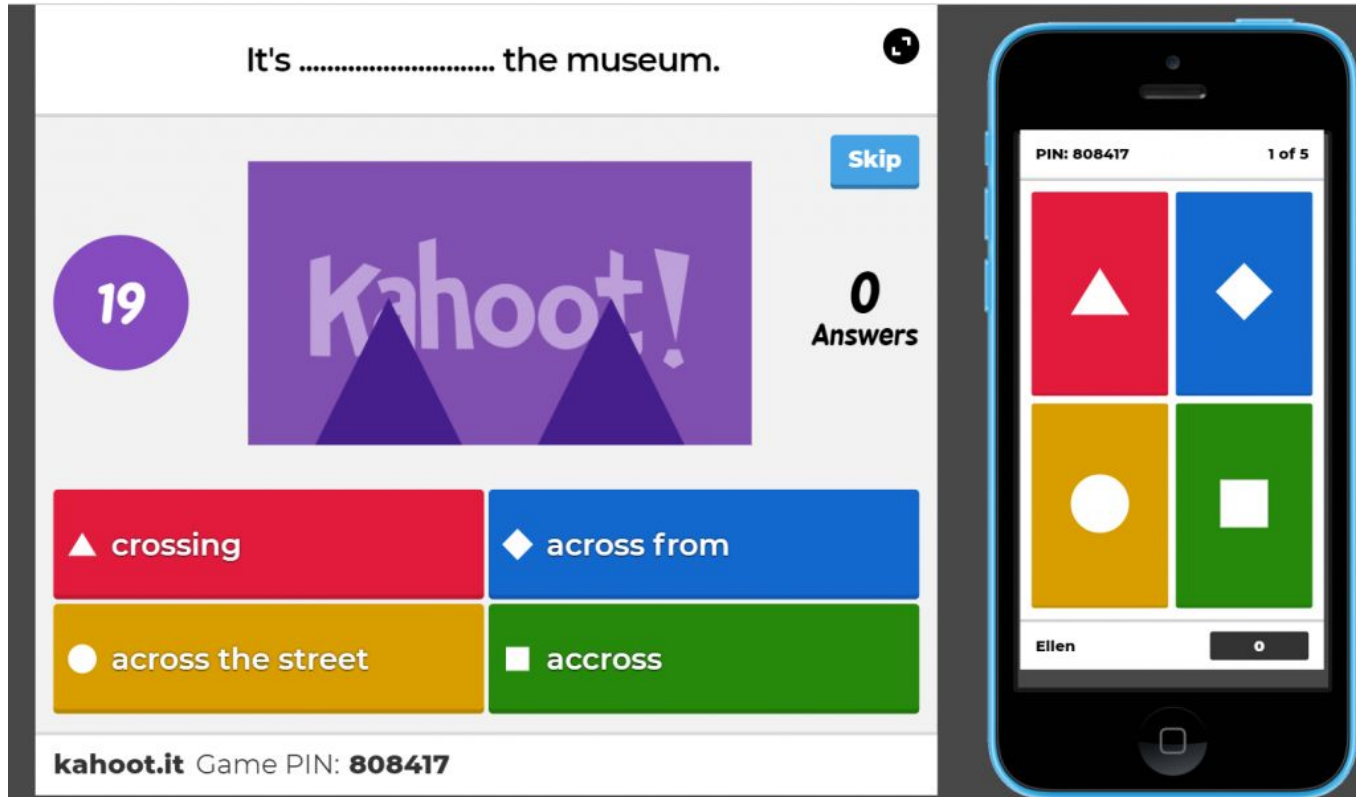 It's ............................ the museum.
Skip
19
Kahoot!
0
Answers
crossing
across from
across the street
accross
kahoot.it Game PIN: 808417
PIN: 808417 1 of 5
Ellen 0